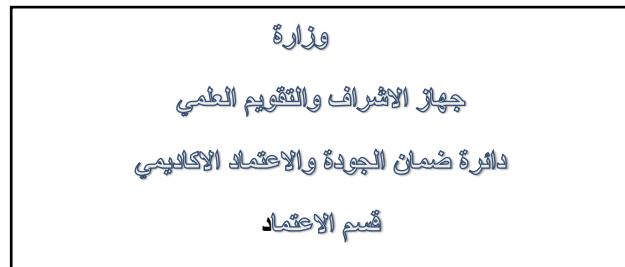 وزارة
جهاز الاشراف والتقويم العلمي
دائرة ضمان الجودة والاعتماد الاكاديمي
قسم الاعتماد